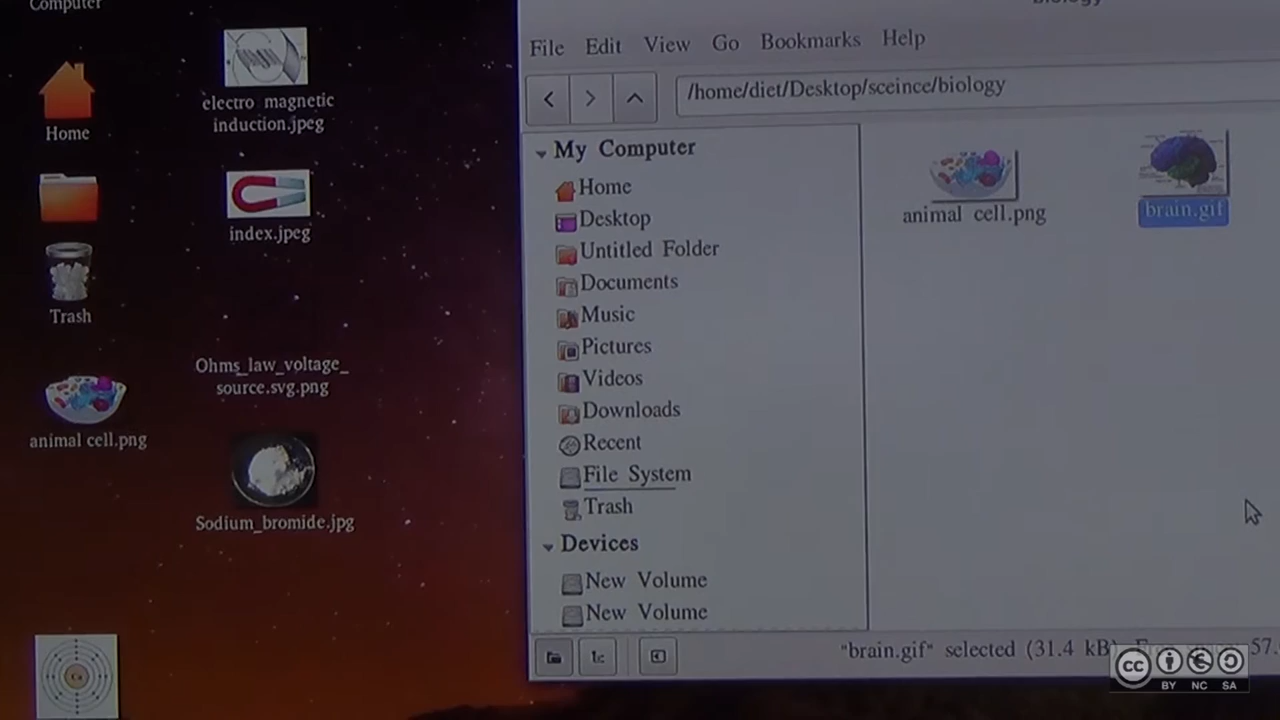 Computer
Home
Trash
animal cell.png
electro magnetic
induction.jpeg
index.jpeg
Ohms_law_voltage_
source.svg.png
Sodium_bromide.jpg
biology
File Edit View Go Bookmarks Help
/home/diet/Desktop/sceince/biology
My Computer
Home
Desktop
Untitled Folder
Documents
Music
Pictures
Videos
Downloads
Recent
File System
Trash
Devices
New Volume
New Volume
animal cell.png
brain.gif
"brain.gif" selected (31.4 kB)
57.
cc
BY NC SA